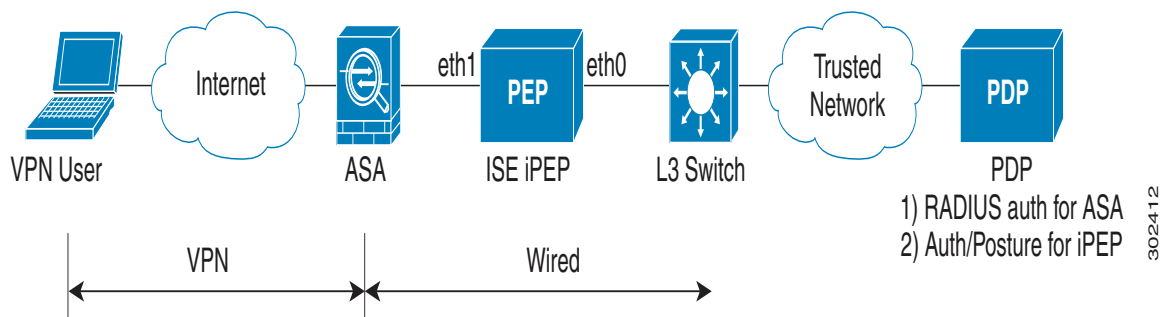 Internet
eth1
PEP
eth0
Trusted
Network
PDP
VPN User
ASA
ISE iPEP
L3 Switch
PDP
1) RADIUS auth for ASA
2) Auth/Posture for iPEP
302412
VPN
Wired